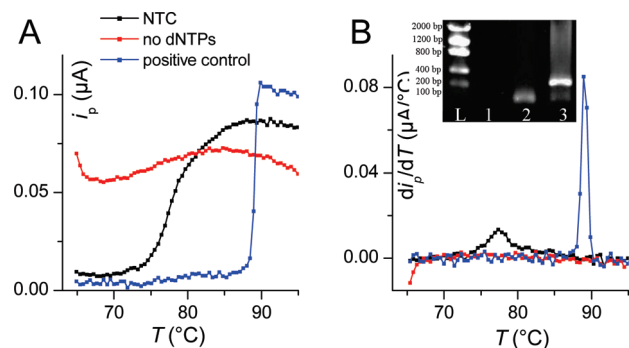 A
NTC
no dNTPs
positive control
i_p (µA)
0.10
0.05
0.00
70
80
90
T (°C)
B
di_p/dT (µA/°C)
0.08
0.04
0.00
70
80
90
T (°C)
2000 bp
1200 bp
800 bp
400 bp
200 bp
100 bp
L 1 2 3